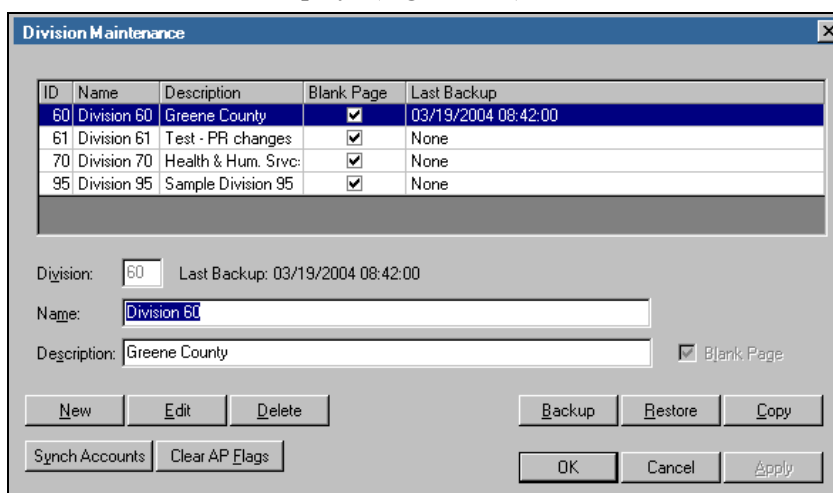 Division Maintenance
ID Name Description Blank Page Last Backup
60 Division 60 Greene County 03/19/2004 08:42:00
61 Division 61 Test - PR changes None
70 Division 70 Health & Hum. Srvc: None
95 Division 95 Sample Division 95 None
Division: 60 Last Backup: 03/19/2004 08:42:00
Name: Division 60
Description: Greene County Blank Page
New Edit Delete Backup Restore Copy
Synch Accounts Clear AP Flags OK Cancel Apply